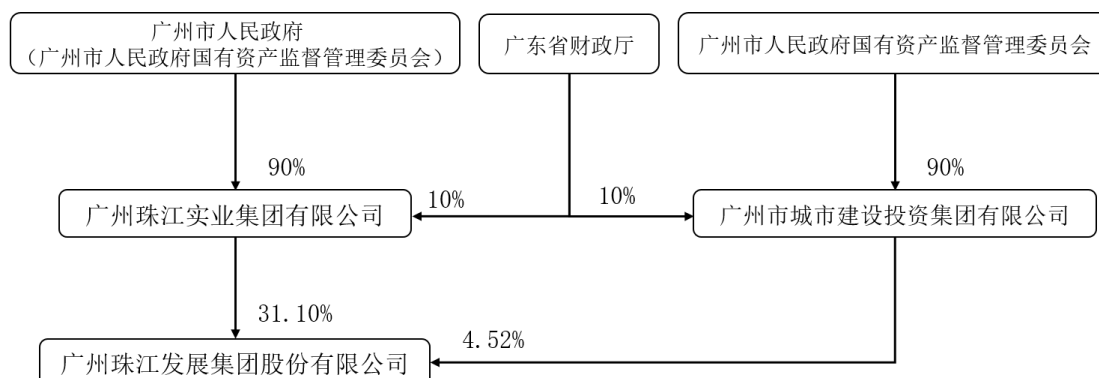 广州市人民政府
（广州市人民政府国有资产监督管理委员会）
广东省财政厅
广州市人民政府国有资产监督管理委员会
90%
10%
10%
90%
广州珠江实业集团有限公司
广州市城市建设投资集团有限公司
31.10%
4.52%
广州珠江发展集团股份有限公司